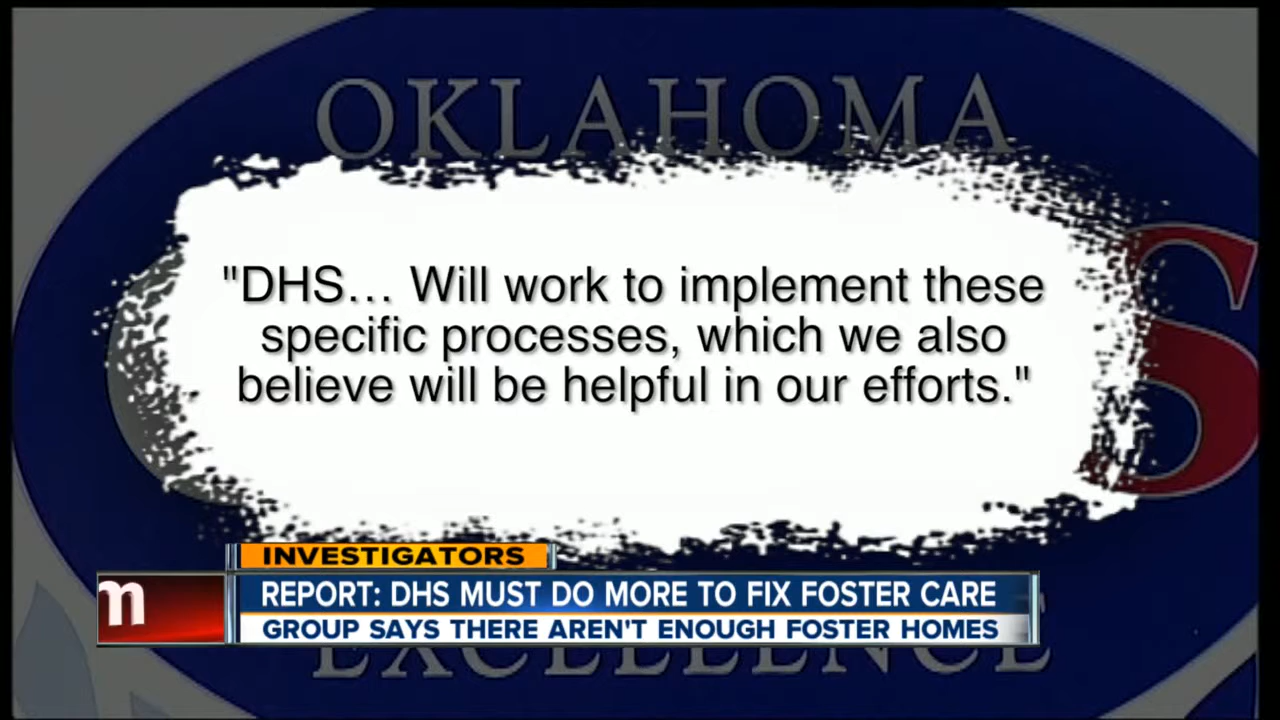 OKLAHOMA
"DHS... Will work to implement these
specific processes, which we also
believe will be helpful in our efforts."
S
INVESTIGATORS
m
REPORT: DHS MUST DO MORE TO FIX FOSTER CARE
GROUP SAYS THERE AREN'T ENOUGH FOSTER HOMES
EXCELLENCE